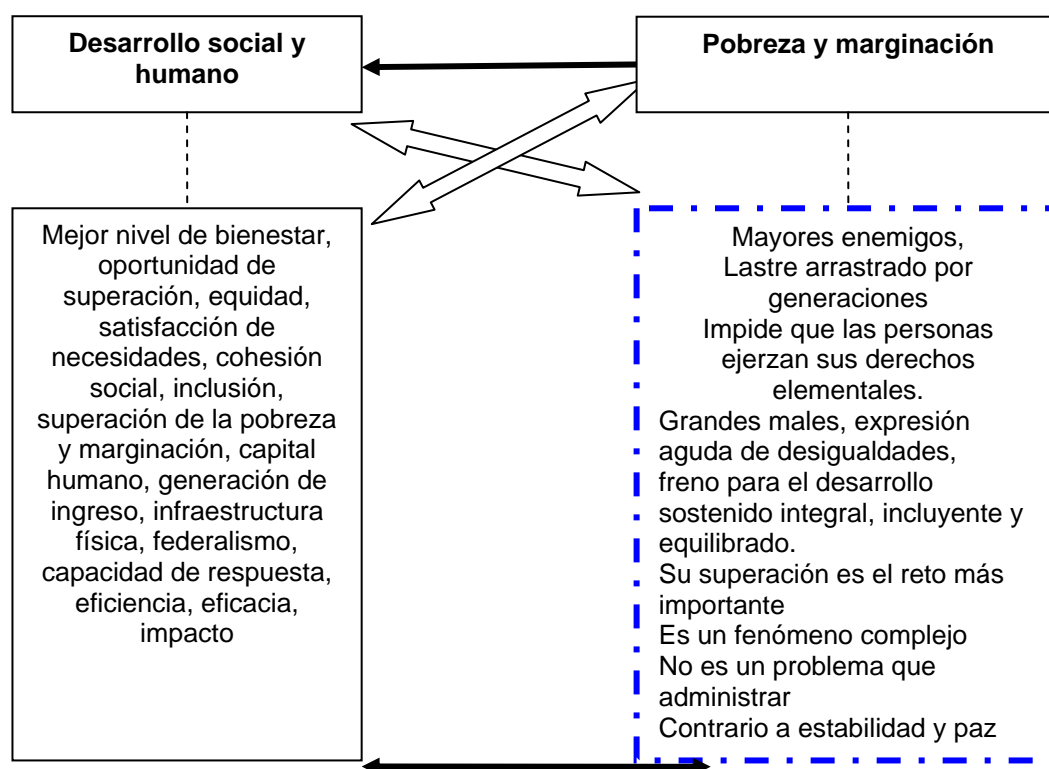 Desarrollo social y
humano
Pobreza y marginación
Mejor nivel de bienestar,
oportunidad de
superación, equidad,
satisfacción de
necesidades, cohesión
social, inclusión,
superación de la pobreza
y marginación, capital
humano, generación de
ingreso, infraestructura
física, federalismo,
capacidad de respuesta,
eficiencia, eficacia,
impacto
Mayores enemigos,
Lastre arrastrado por
generaciones
Impide que las personas
ejerzan sus derechos
elementales.
Grandes males, expresión
aguda de desigualdades,
freno para el desarrollo
sostenido integral, incluyente y
equilibrado.
Su superación es el reto más
importante
Es un fenómeno complejo
No es un problema que
administrar
Contrario a estabilidad y paz